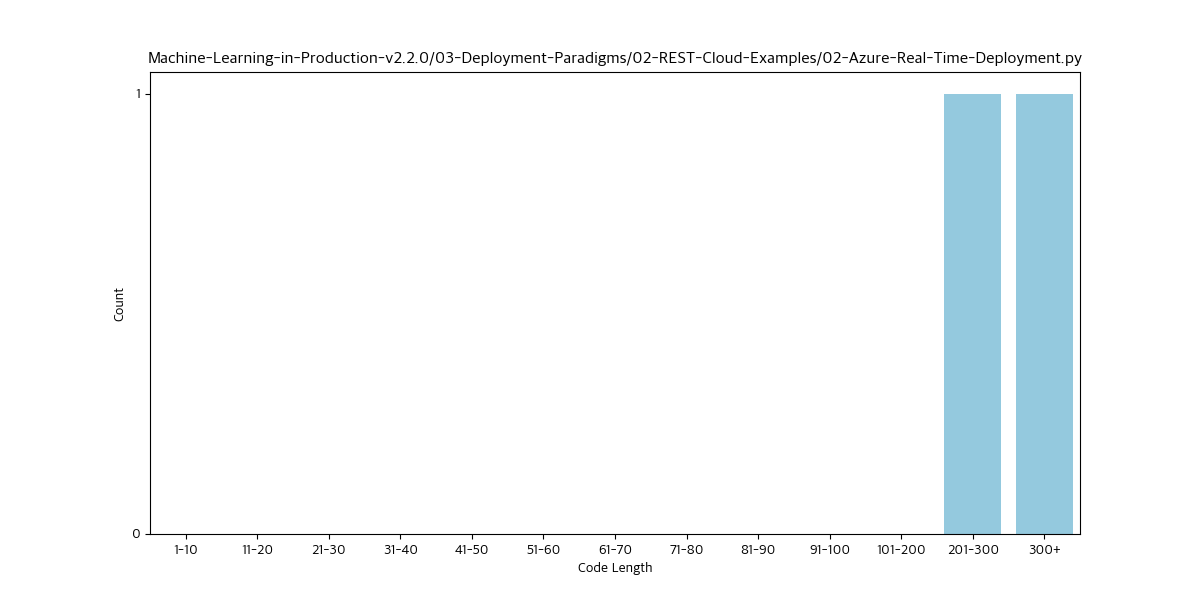 Machine-Learning-in-Production-v2.2.0/03-Deployment-Paradigms/02-REST-Cloud-Examples/02-Azure-Real-Time-Deployment.py
1
Count
0
1-10 11-20 21-30 31-40 41-50 51-60 61-70 71-80 81-90 91-100 101-200 201-300 300+
Code Length